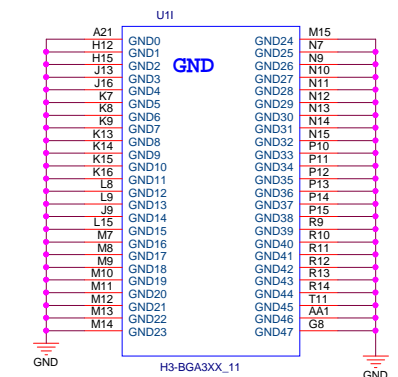 U1I
GND
A21 GND0 GND24 M15
H12 GND1 GND25 N7
H15 GND2 GND26 N9
J13 GND3 GND27 N10
J16 GND4 GND28 N11
K7 GND5 GND29 N12
K8 GND6 GND30 N13
K9 GND7 GND31 N14
K13 GND8 GND32 N15
K14 GND9 GND33 P10
K15 GND10 GND34 P11
K16 GND11 GND35 P12
L8 GND12 GND36 P13
L9 GND13 GND37 P14
J9 GND14 GND38 P15
L15 GND15 GND39 R9
M7 GND16 GND40 R10
M8 GND17 GND41 R11
M9 GND18 GND42 R12
M10 GND19 GND43 R13
M11 GND20 GND44 R14
M12 GND21 GND45 T11
M13 GND22 GND46 AA1
M14 GND23 GND47 G8
GND
H3-BGA3XX_11
GND